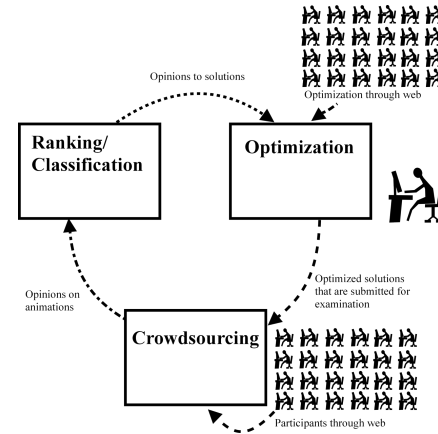 Optimization through web
Opinions to solutions
Ranking/
Classification
Optimization
Opinions on
animations
Optimized solutions
that are submitted for
examination
Crowdsourcing
Participants through web